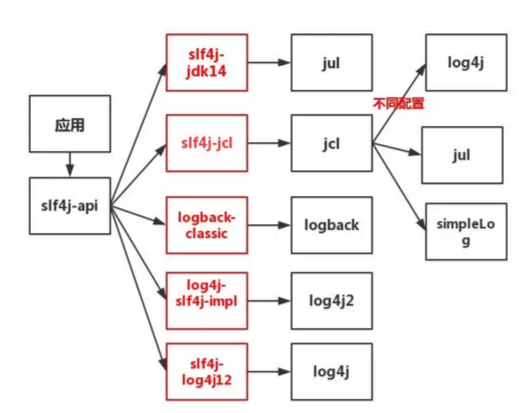 slf4j-
jdk14
jul
log4j
不同配置
应用
slf4j-jcl
jcl
jul
slf4j-api
logback-
classic
logback
simpleLo
g
log4j-
slf4j-impl
log4j2
slf4j-
log4j12
log4j